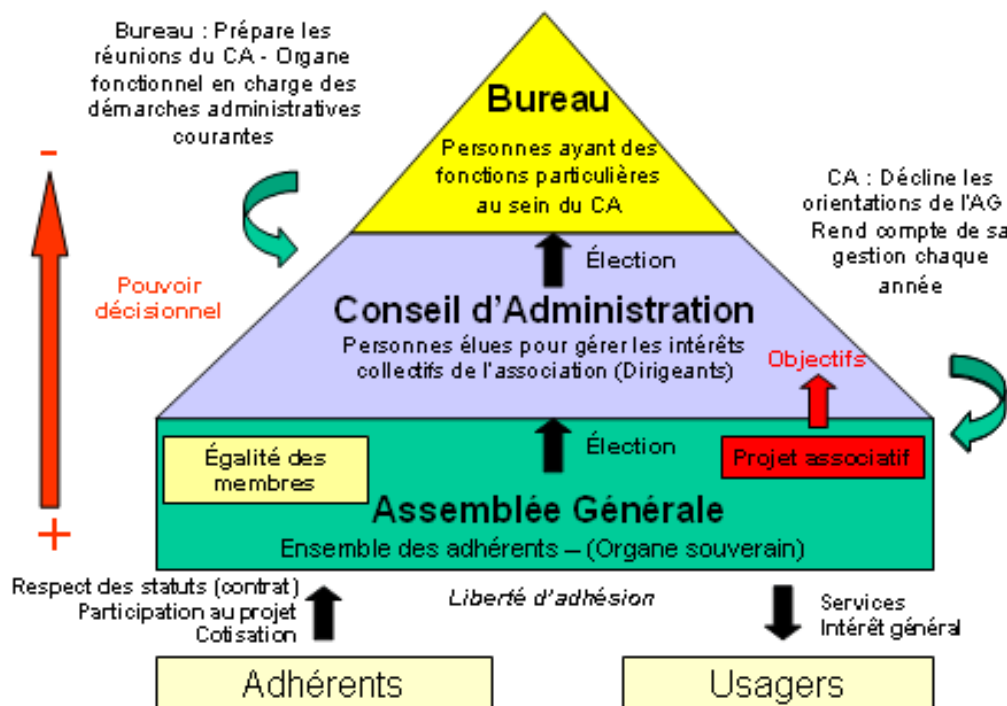 Bureau : Prépare les
réunions du CA - Organe
fonctionnel en charge des
démarches administratives
courantes
Bureau
Personnes ayant des
fonctions particulières
au sein du CA
-
Pouvoir
décisionnel
+
CA : Décline les
orientations de l'AG
Rend compte de sa
gestion chaque
année
Élection
Conseil d'Administration
Personnes élues pour gérer les intérêts
collectifs de l'association (Dirigeants)
Objectifs
Égalité des
membres
Élection
Projet associatif
Assemblée Générale
Ensemble des adhérents – (Organe souverain)
Respect des statuts (contrat)
Participation au projet
Cotisation
Liberté d'adhésion
Services
Intérêt général
Adhérents
Usagers